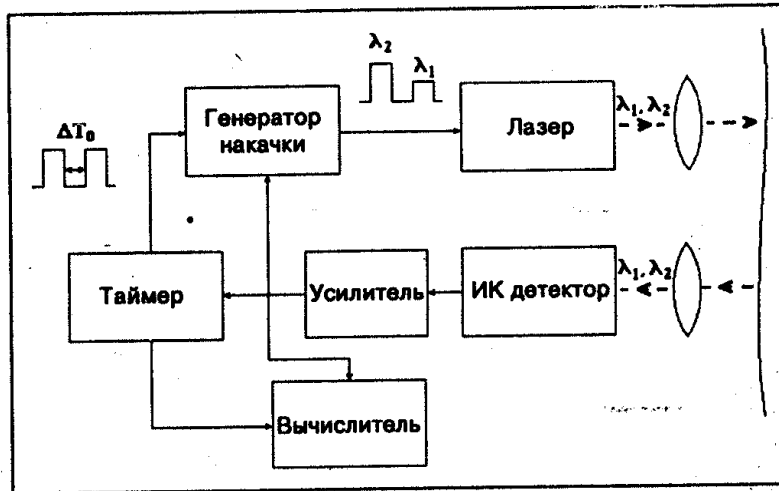 λ₂
λ₁
ΔT₀
Генератор
накачки
Лазер
λ₁, λ₂
Таймер
Усилитель
ИК детектор
λ₁, λ₂
Вычислитель